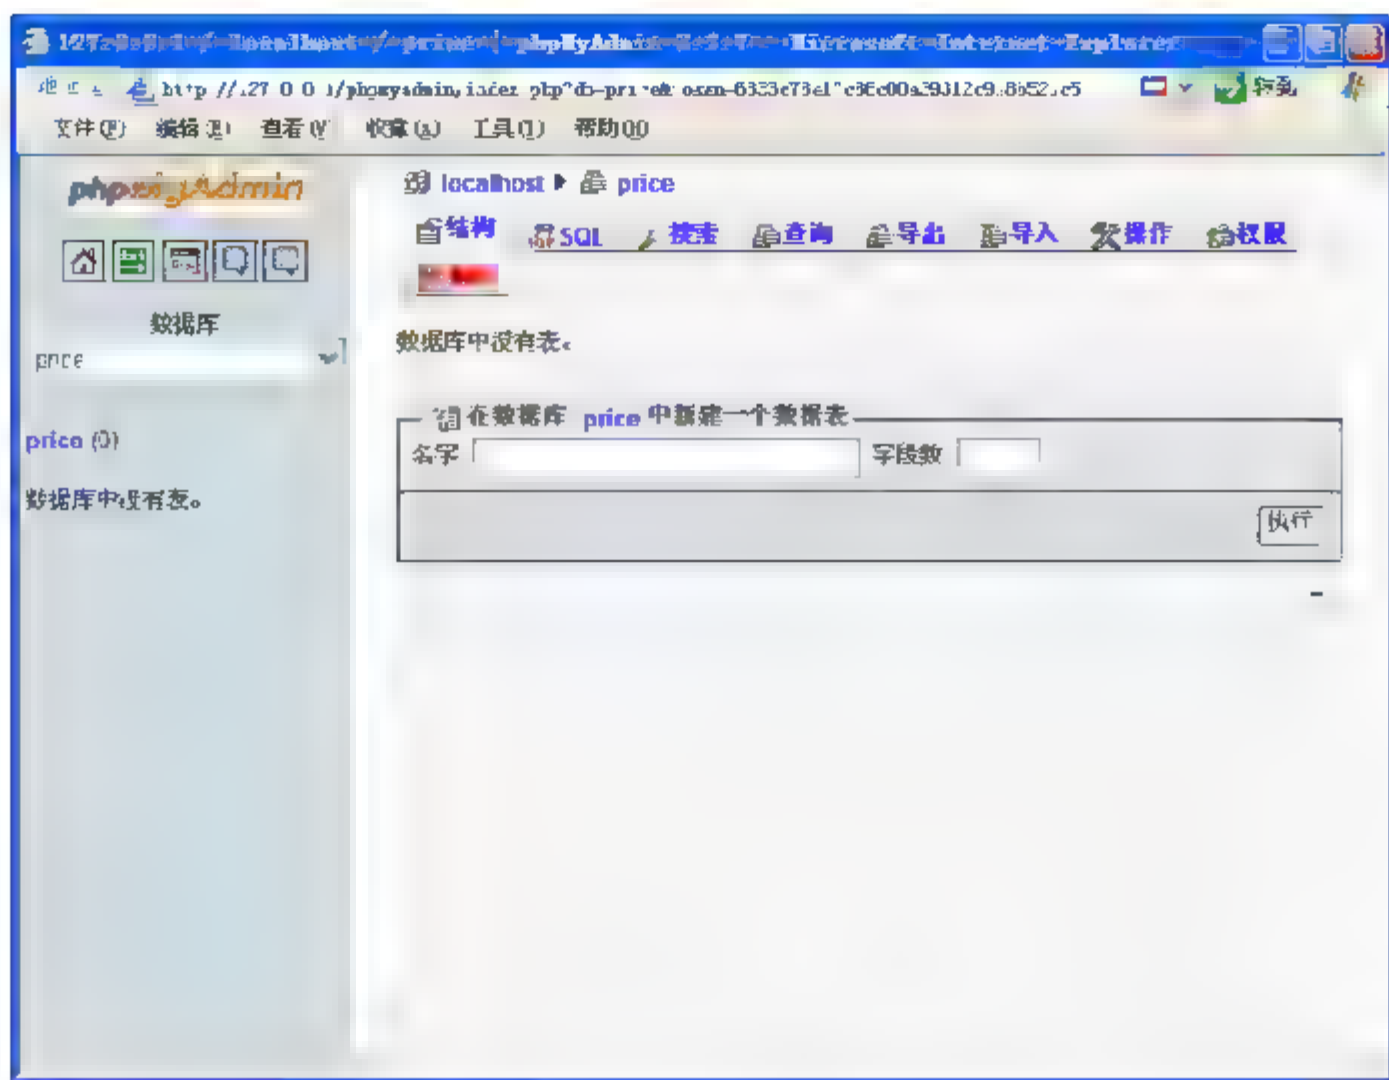 文件(F) 编辑(E) 查看(V) 收藏(A) 工具(T) 帮助(H)
phpMyAdmin
localhost ▶ price
结构 SQL 搜索 查询 导出 导入 操作 权限
数据库
price
数据库中没有表。
price (0)
数据库中没有表。
在数据库 price 中新建一个数据表
名字 字段数
执行